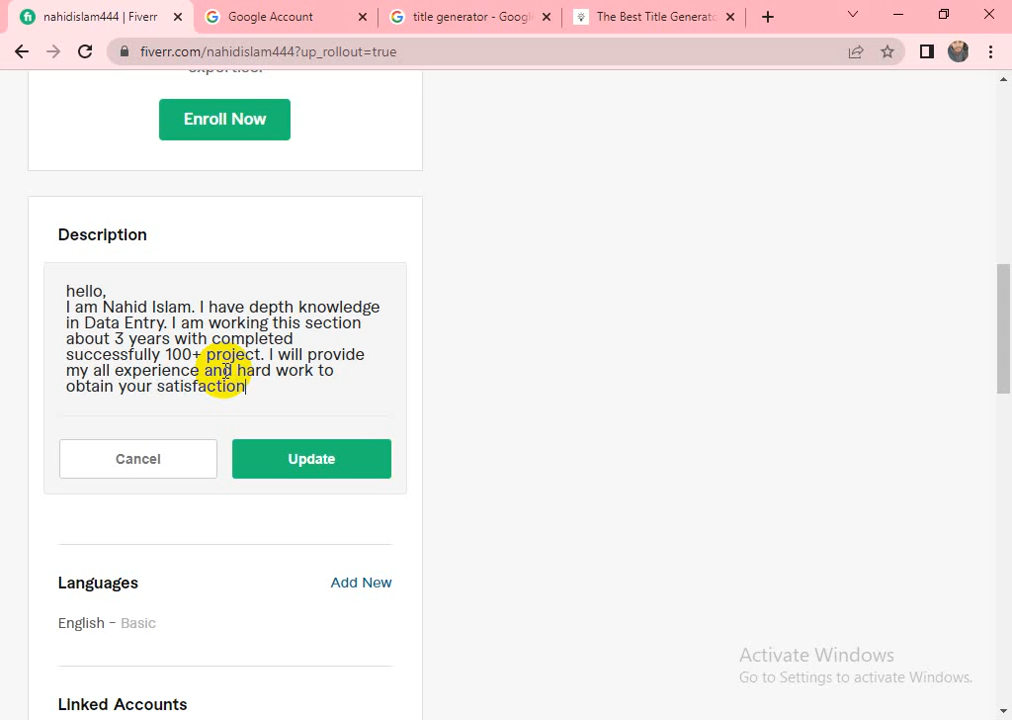 nahidislam444 | Fiverr
Google Account
title generator - Goog
The Best Title Generato
fiverr.com/nahidislam444?up_rollout=true
Enroll Now
Description
hello,
I am Nahid Islam. I have depth knowledge
in Data Entry. I am working this section
about 3 years with completed
successfully 100+ project. I will provide
my all experience and hard work to
obtain your satisfaction
Cancel
Update
Languages
Add New
English - Basic
Linked Accounts
Activate Windows
Go to Settings to activate Windows.